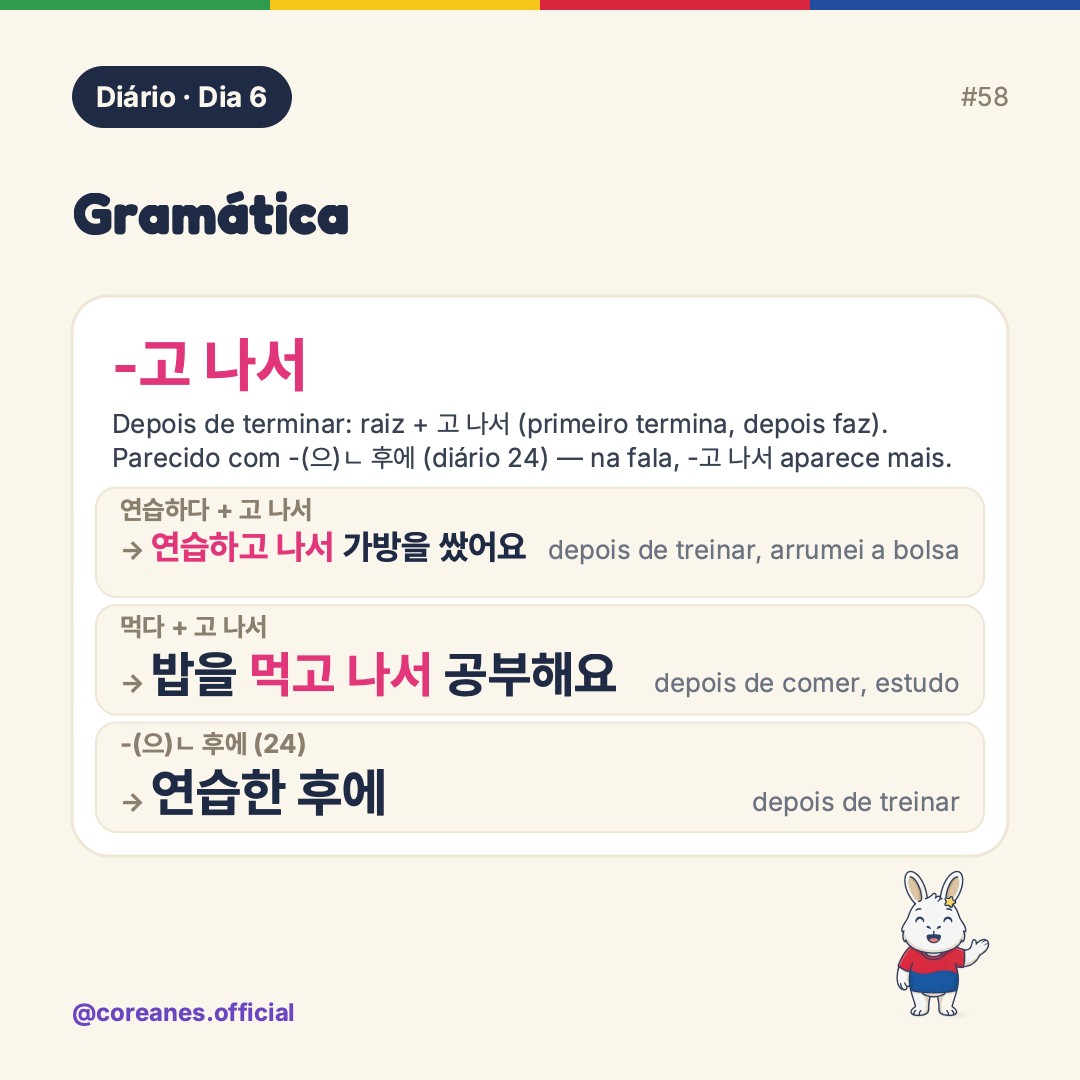 Diário · Dia 6
#58
Gramática
-고 나서
Depois de terminar: raiz + 고 나서 (primeiro termina, depois faz).
Parecido com -(으)ㄴ 후에 (diário 24) — na fala, -고 나서 aparece mais.
연습하다 + 고 나서
→ 연습하고 나서 가방을 쌌어요 depois de treinar, arrumei a bolsa
먹다 + 고 나서
→ 밥을 먹고 나서 공부해요 depois de comer, estudo
-(으)ㄴ 후에 (24)
→ 연습한 후에 depois de treinar
@coreanes.official